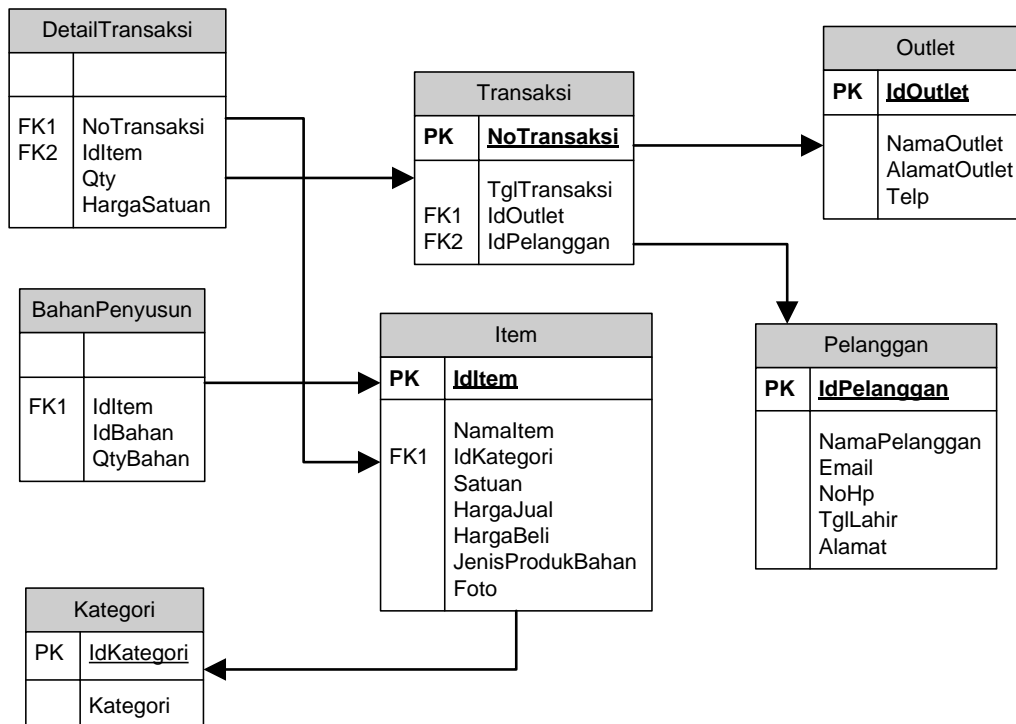 DetailTransaksi
FK1 NoTransaksi
FK2 IdItem
Qty
HargaSatuan
Transaksi
PK NoTransaksi
TglTransaksi
FK1 IdOutlet
FK2 IdPelanggan
Outlet
PK IdOutlet
NamaOutlet
AlamatOutlet
Telp
BahanPenyusun
FK1 IdItem
IdBahan
QtyBahan
Item
PK IdItem
NamaItem
FK1 IdKategori
Satuan
HargaJual
HargaBeli
JenisProdukBahan
Foto
Pelanggan
PK IdPelanggan
NamaPelanggan
Email
NoHp
TglLahir
Alamat
Kategori
PK IdKategori
Kategori